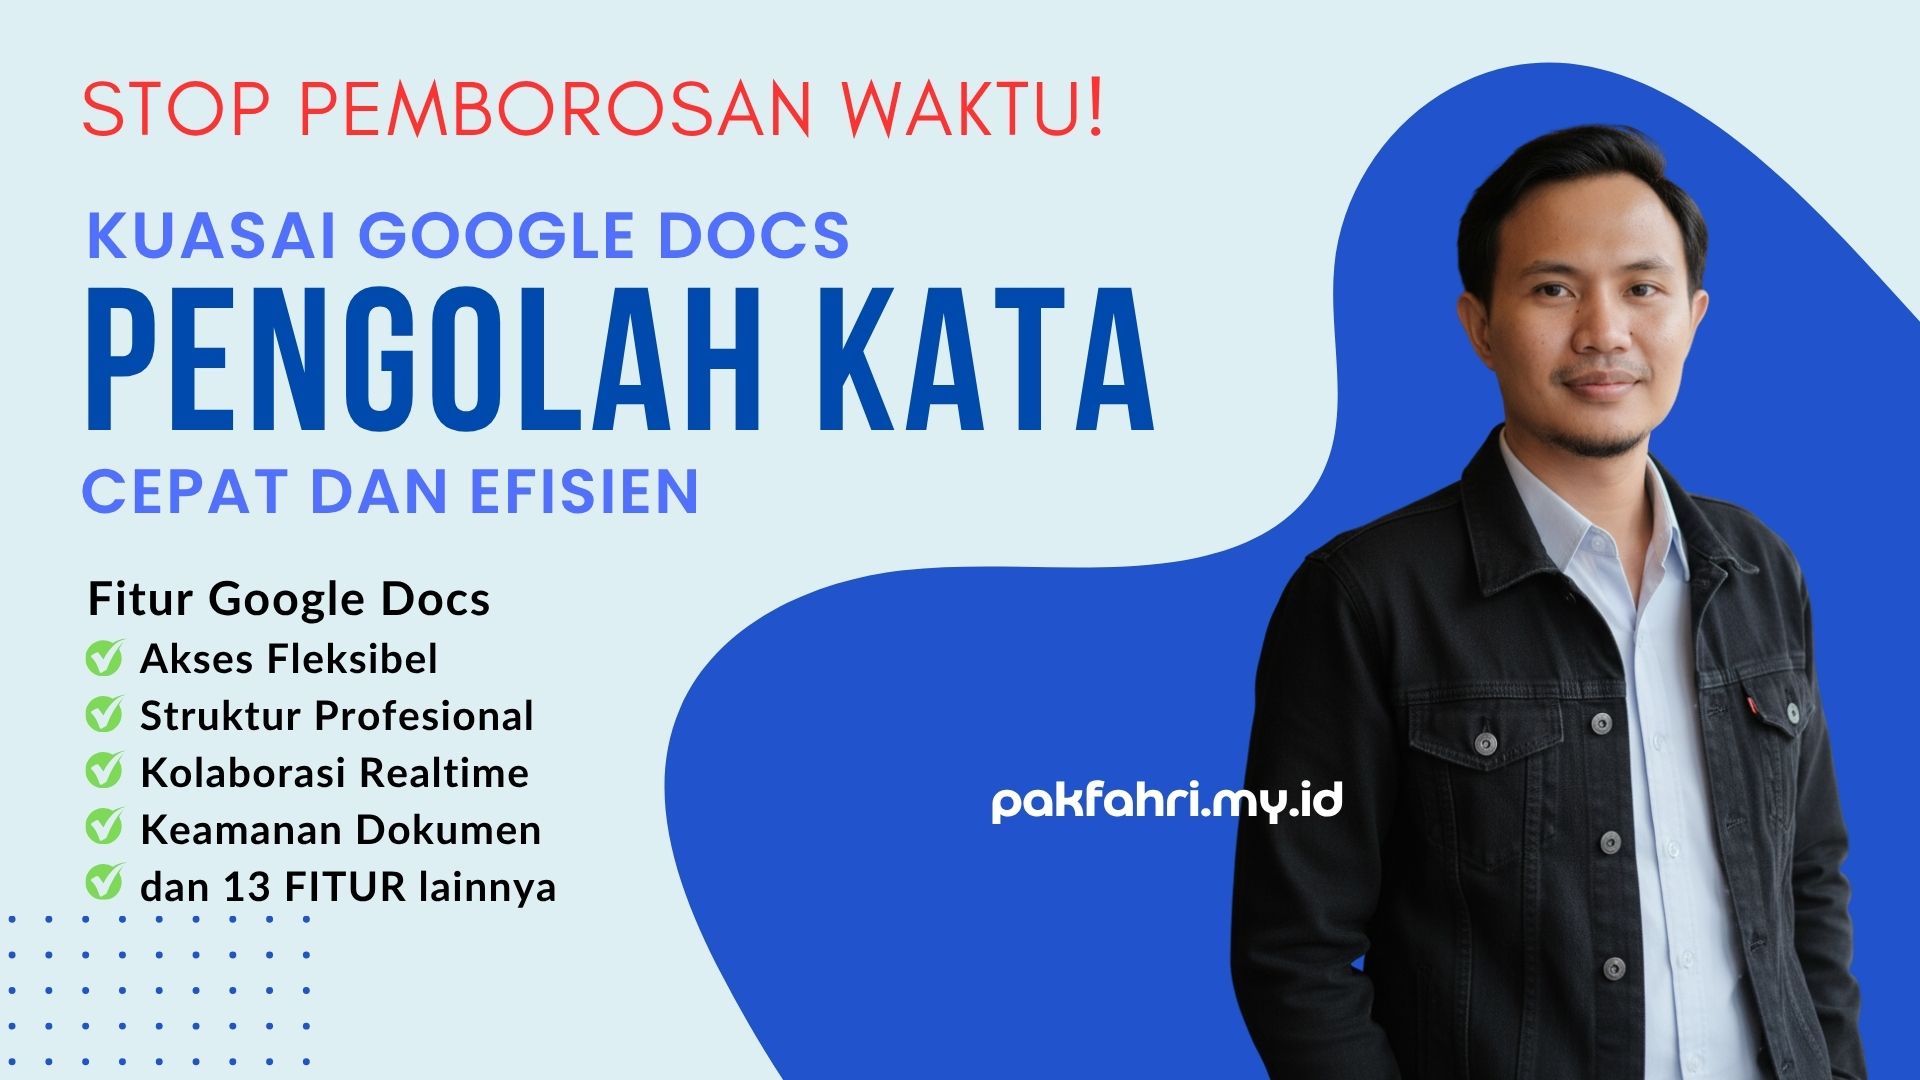 STOP PEMBOROSAN WAKTU!
KUASAI GOOGLE DOCS
PENGOLAH KATA
CEPAT DAN EFISIEN
Fitur Google Docs
Akses Fleksibel
Struktur Profesional
Kolaborasi Realtime
Keamanan Dokumen
dan 13 FITUR lainnya
pakfahri.my.id